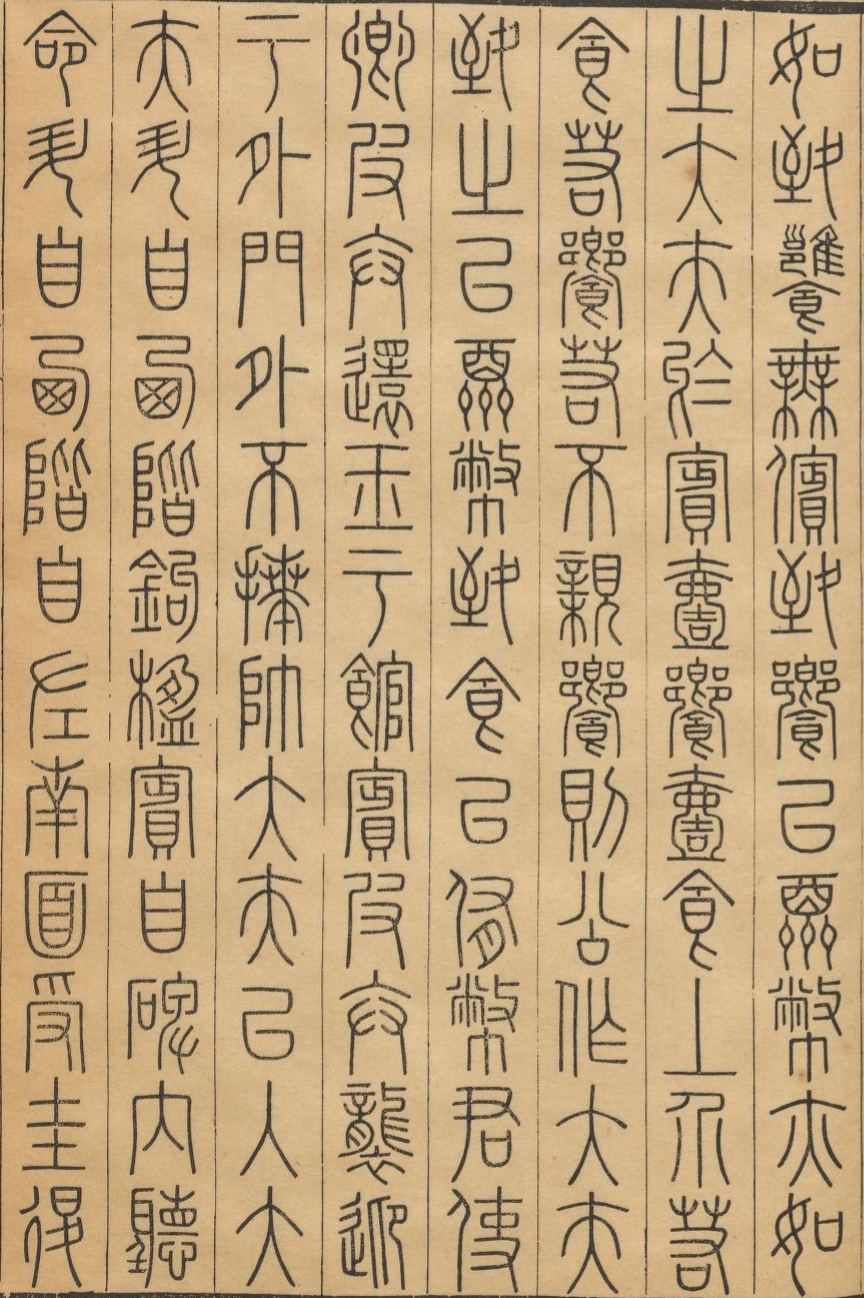 如致饔無儐致饗以酬幣亦如
之大夫於賓壹饗壹食上介若
食若饗若不親饗則公作大夫
致之以酬幣致食以侑幣君使
卿皮弁還玉于館賓皮弁襲迎
于外門外不拜帥大夫以入大
夫升自西階鉤楹賓自碑內聽
命升自西階自左南面受圭退